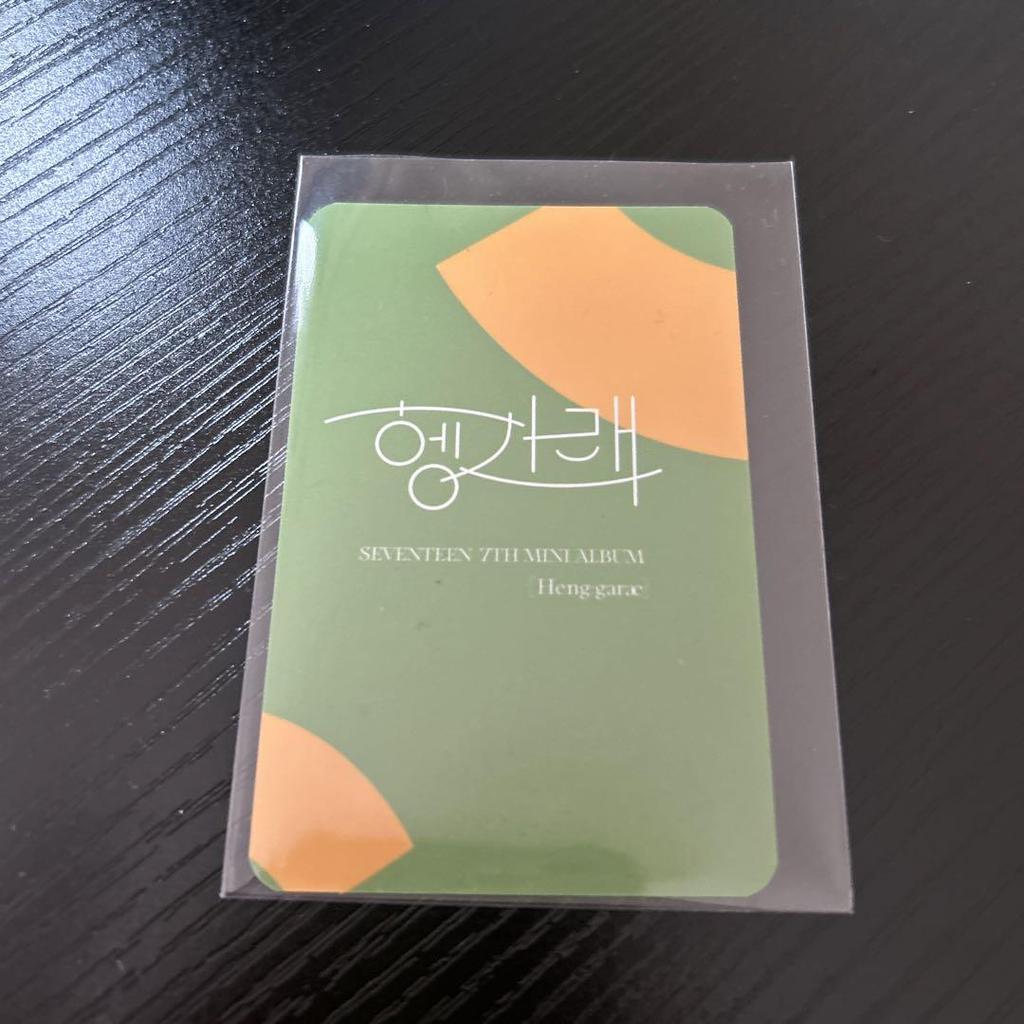 헹가래
SEVENTEEN 7TH MINI ALBUM
[Heng:garæ]